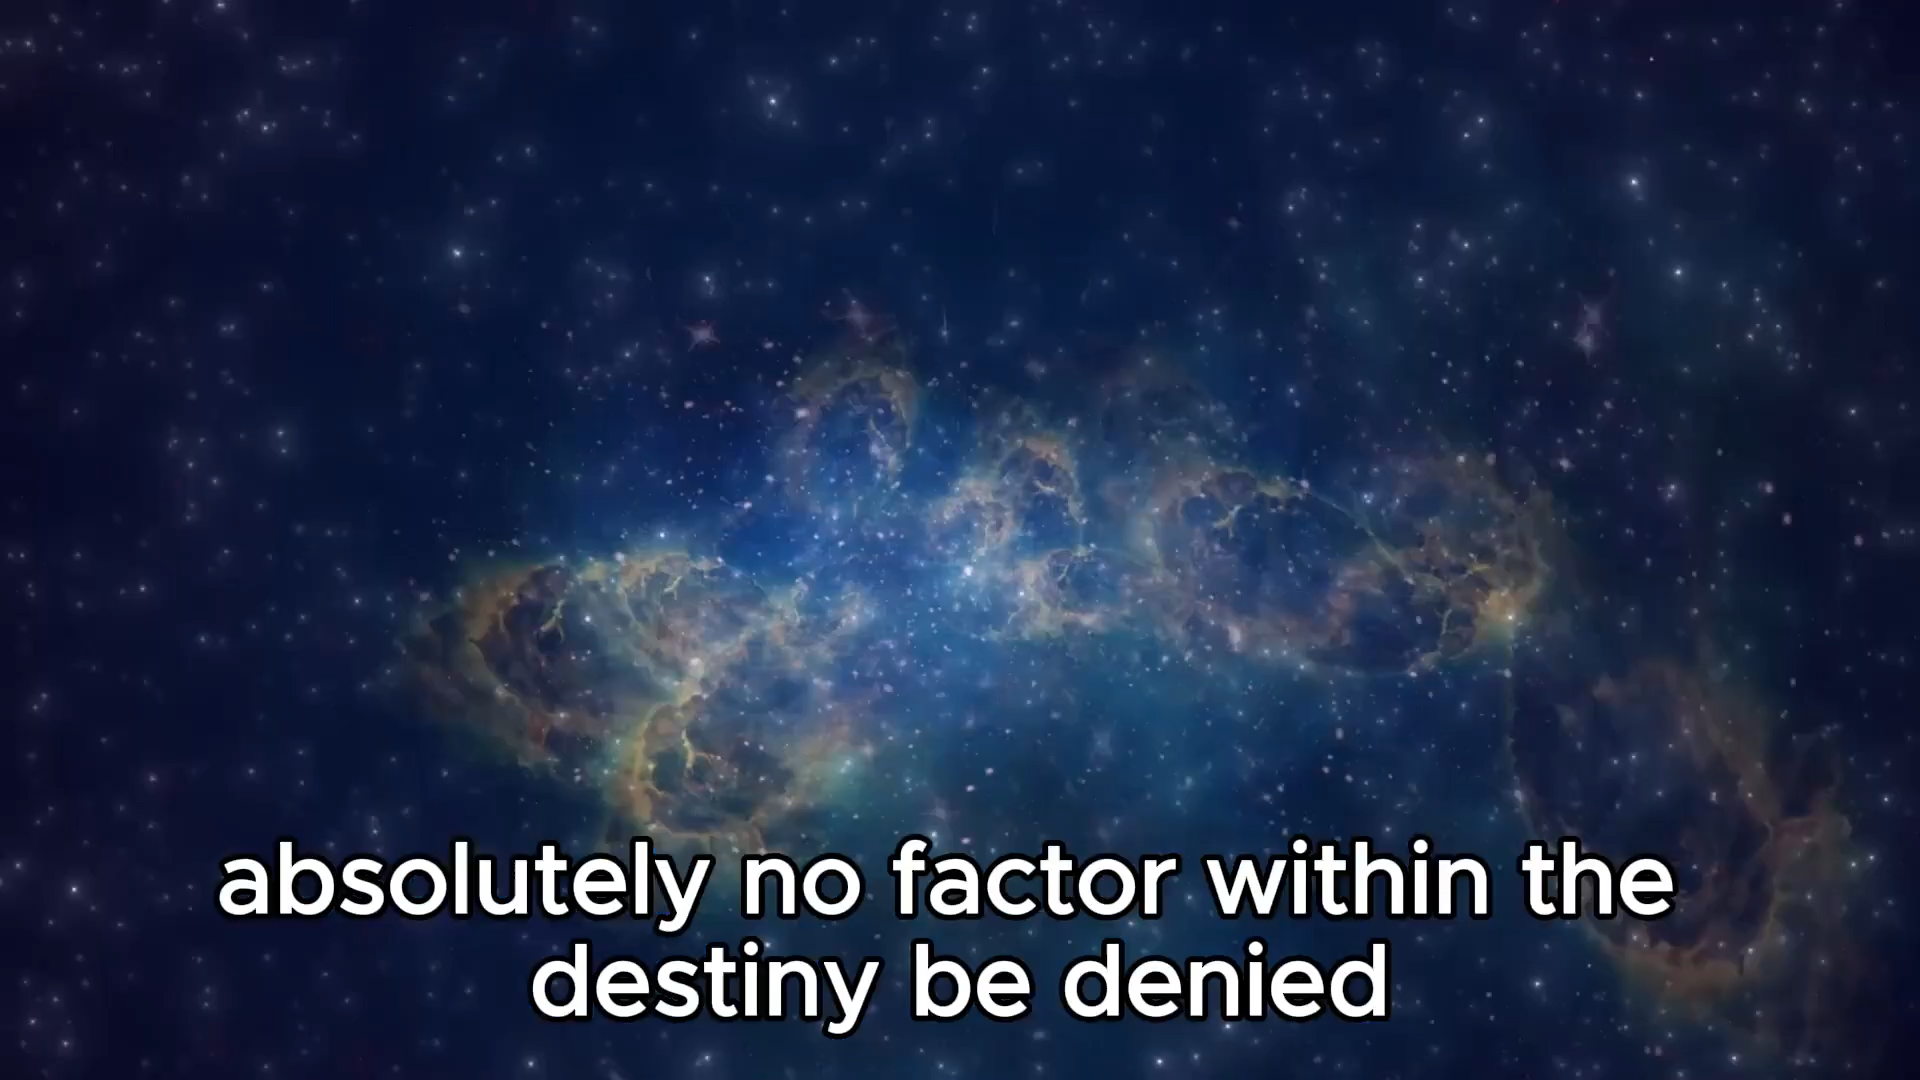 absolutely no factor within the
destiny be denied